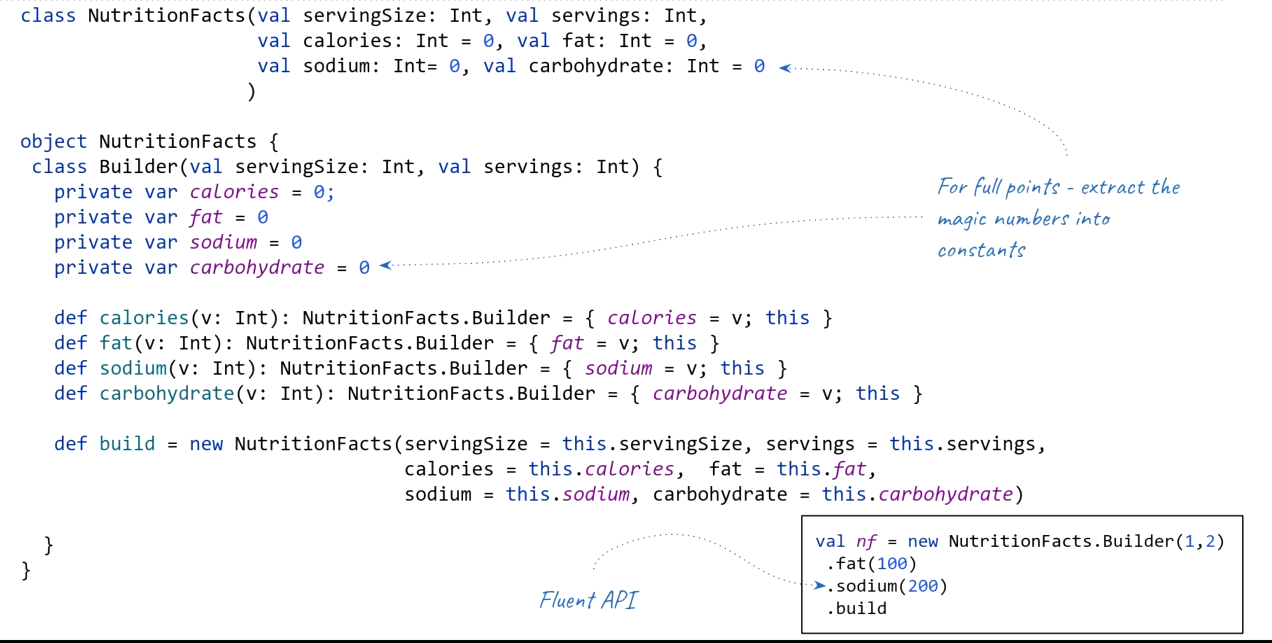 class NutritionFacts(val servingSize: Int, val servings: Int,
val calories: Int = 0, val fat: Int = 0,
val sodium: Int= 0, val carbohydrate: Int = 0
)
object NutritionFacts {
class Builder(val servingSize: Int, val servings: Int) {
private var calories = 0;
private var fat = 0
private var sodium = 0
private var carbohydrate = 0
For full points - extract the
magic numbers into
constants
def calories(v: Int): NutritionFacts.Builder = { calories = v; this }
def fat(v: Int): NutritionFacts.Builder = { fat = v; this }
def sodium(v: Int): NutritionFacts.Builder = { sodium = v; this }
def carbohydrate(v: Int): NutritionFacts.Builder = { carbohydrate = v; this }
def build = new NutritionFacts(servingSize = this.servingSize, servings = this.servings,
calories = this.calories, fat = this.fat,
sodium = this.sodium, carbohydrate = this.carbohydrate)
}
}
Fluent API
val nf = new NutritionFacts.Builder(1,2)
.fat(100)
.sodium(200)
.build